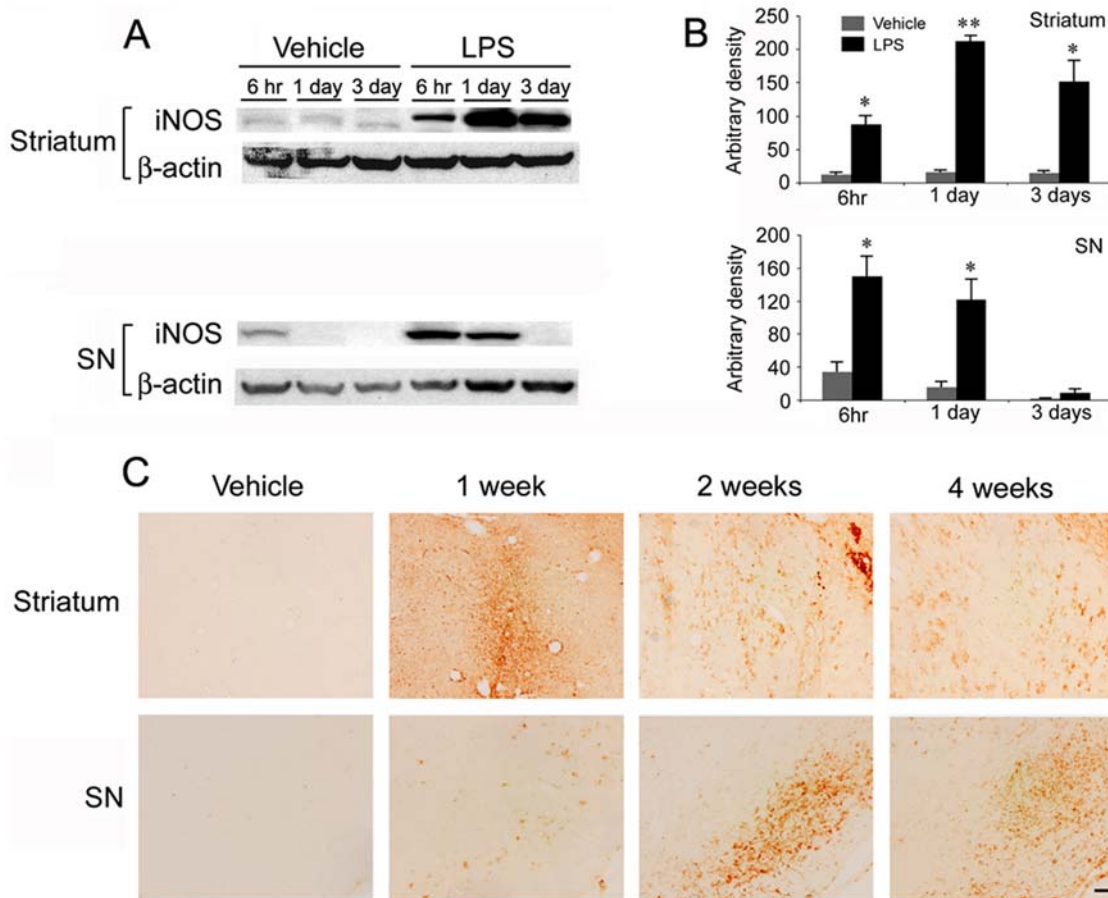 A
Vehicle LPS
6 hr 1 day 3 day 6 hr 1 day 3 day
Striatum
iNOS
β-actin
SN
iNOS
β-actin
B
Striatum
Vehicle
LPS
Arbitrary density
250
200
150
100
50
0
* ** *
6hr 1 day 3 days
SN
Arbitrary density
200
160
120
80
40
0
* *
6hr 1 day 3 days
C
Vehicle 1 week 2 weeks 4 weeks
Striatum
SN